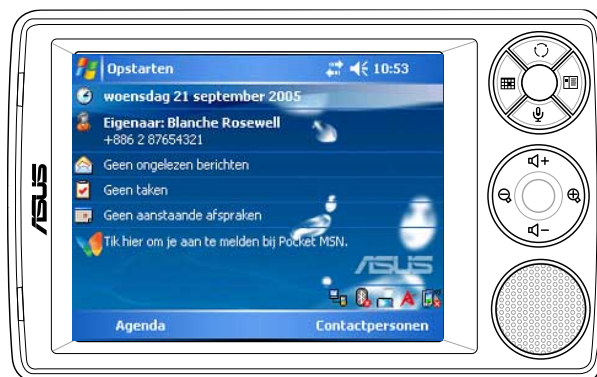 Opstarten 10:53
woensdag 21 september 2005
Eigenaar: Blanche Rosewell
+886 2 87654321
Geen ongelezen berichten
Geen taken
Geen aanstaande afspraken
Tik hier om je aan te melden bij Pocket MSN.
ASUS
Agenda Contactpersonen
ASUS